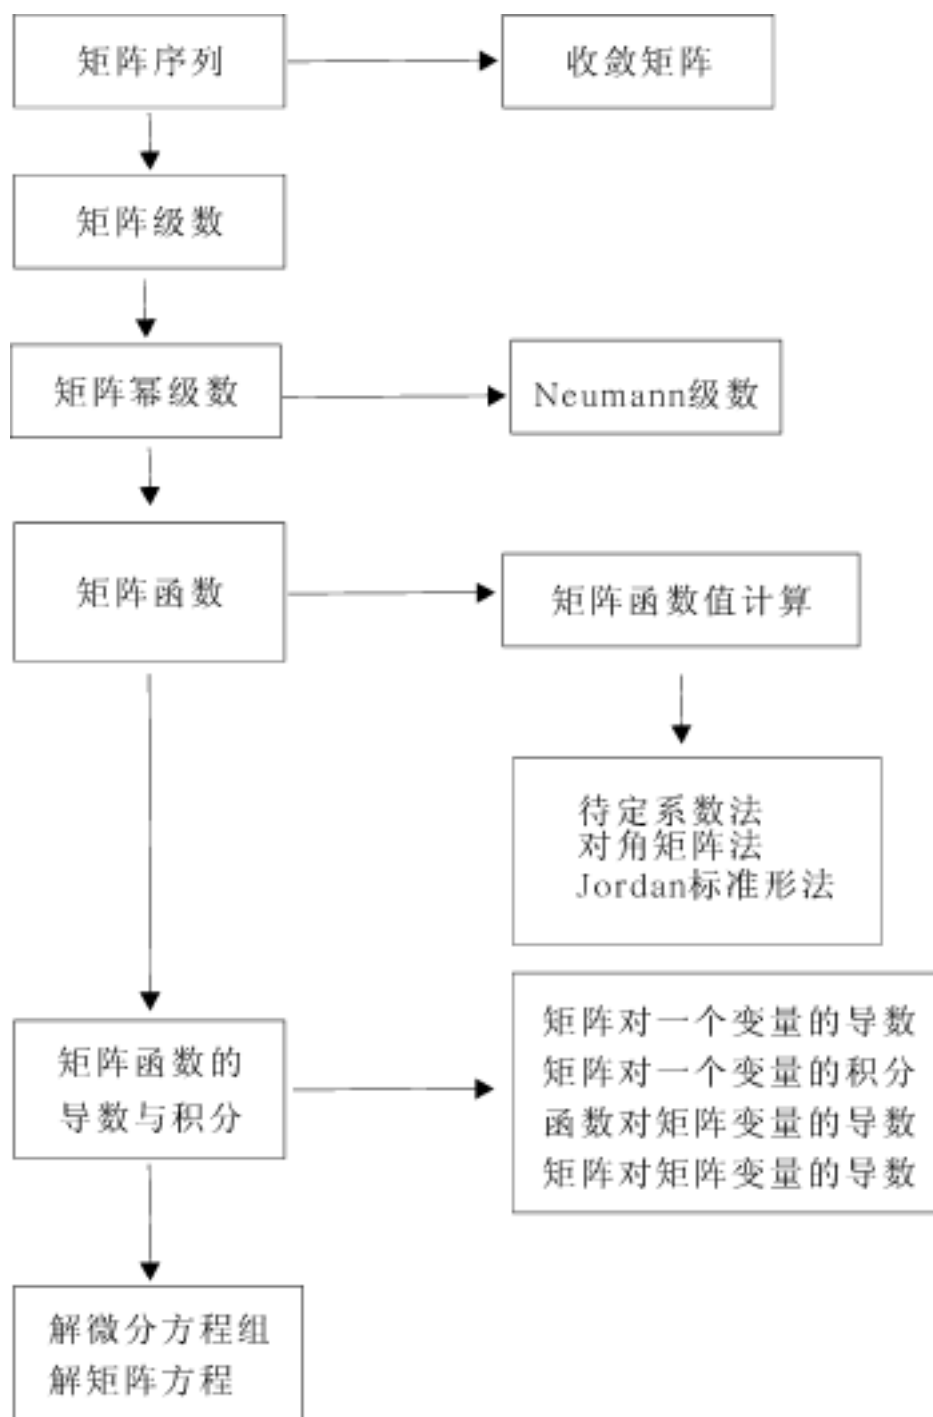 矩阵序列
收敛矩阵
矩阵级数
矩阵幂级数
Neumann级数
矩阵函数
矩阵函数值计算
待定系数法
对角矩阵法
Jordan标准形法
矩阵函数的
导数与积分
矩阵对一个变量的导数
矩阵对一个变量的积分
函数对矩阵变量的导数
矩阵对矩阵变量的导数
解微分方程组
解矩阵方程